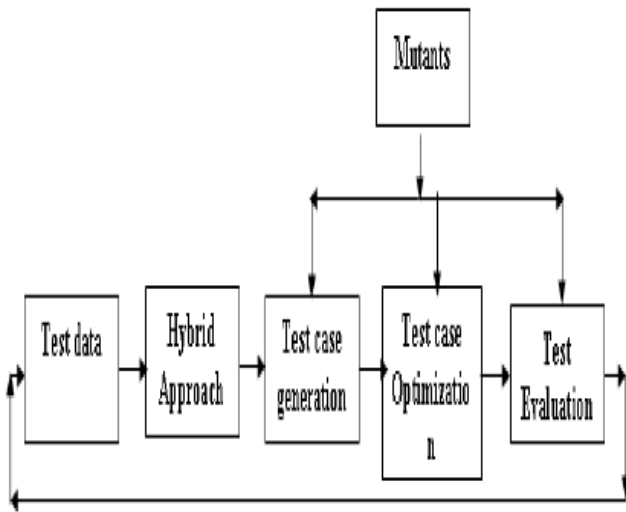 Mutants
Test data
Hybrid
Approach
Test case
generation
Test case
Optimizatio
n
Test
Evaluation